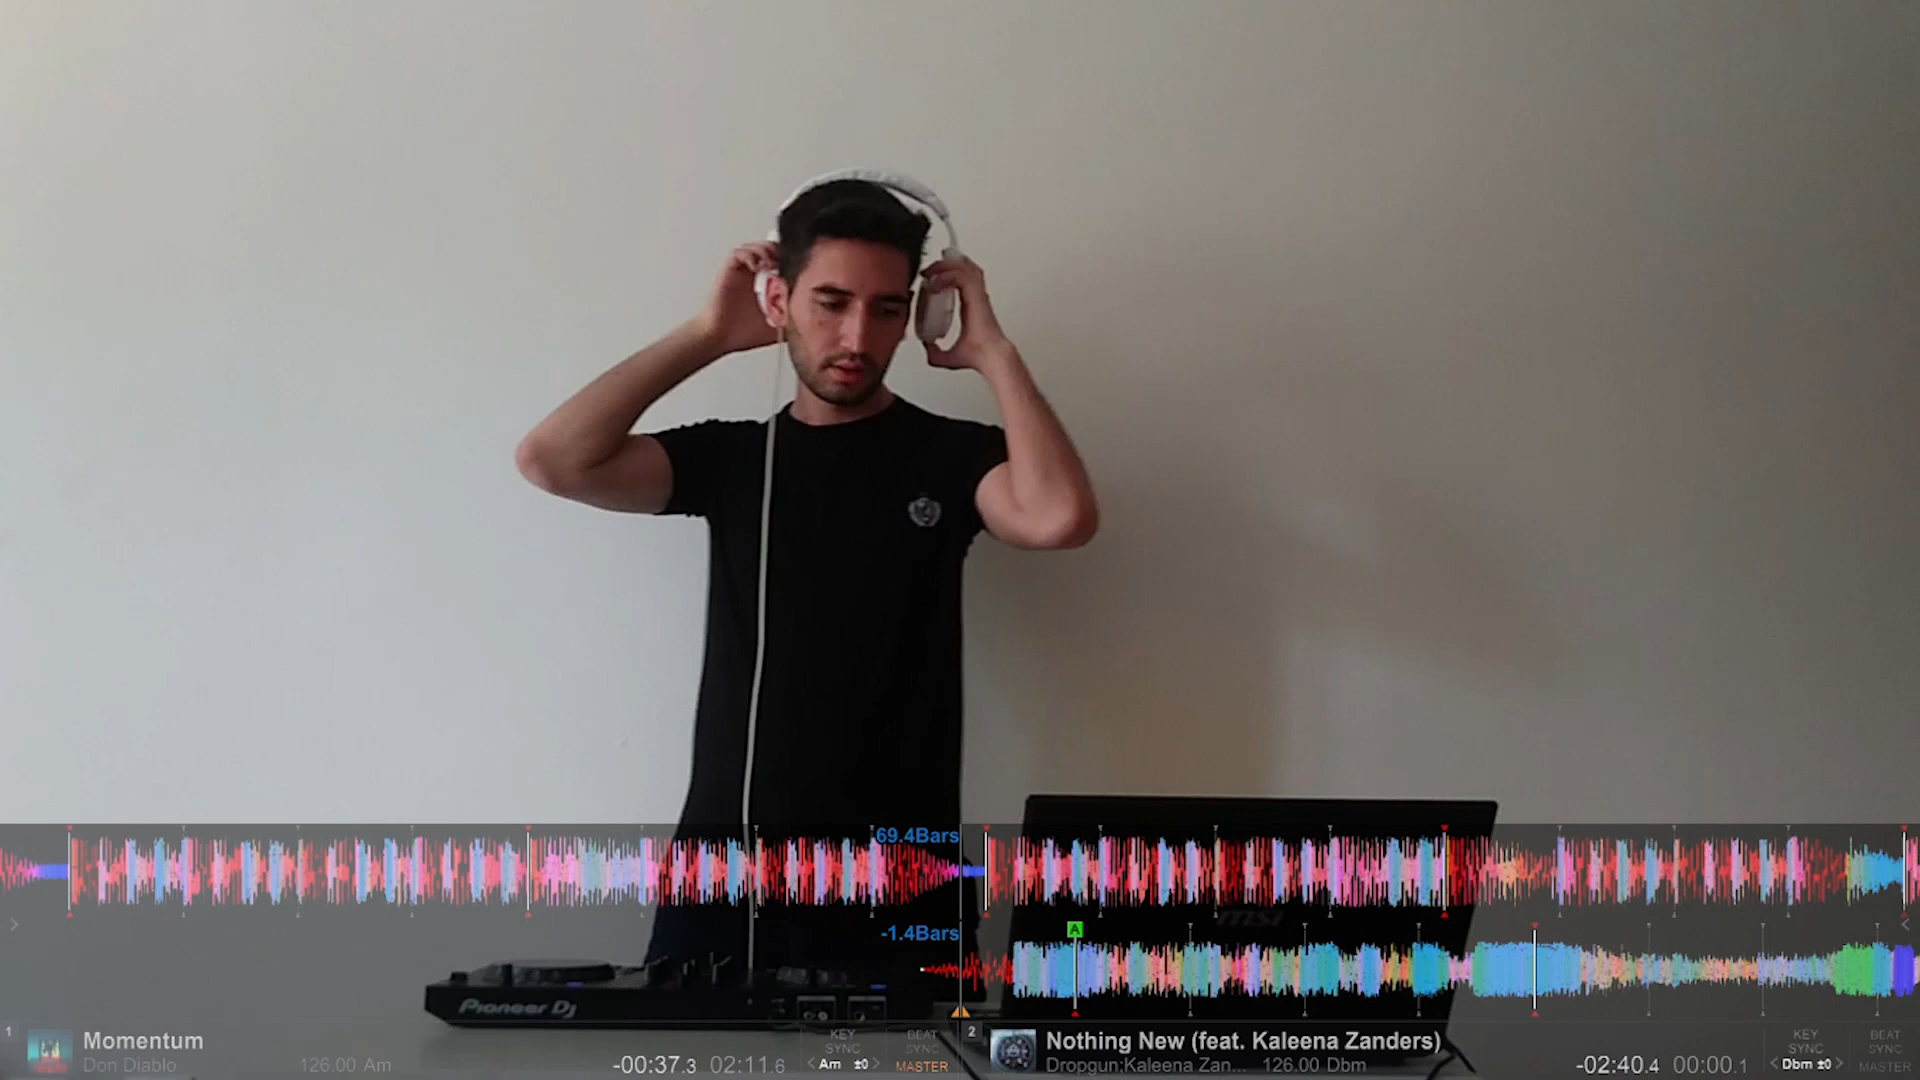 69.4Bars
msi
-1.4Bars
A
Pioneer Dj
1
Momentum
Don Diablo
126.00 Am
-00:37.3 02:11.6
KEY
SYNC
< Am ±0 >
BEAT
SYNC
MASTER
2
Nothing New (feat. Kaleena Zanders)
Dropgun;Kaleena Zan...
126.00 Dbm
-02:40.4 00:00.1
KEY
SYNC
< Dbm ±0 >
BEAT
SYNC
MASTER